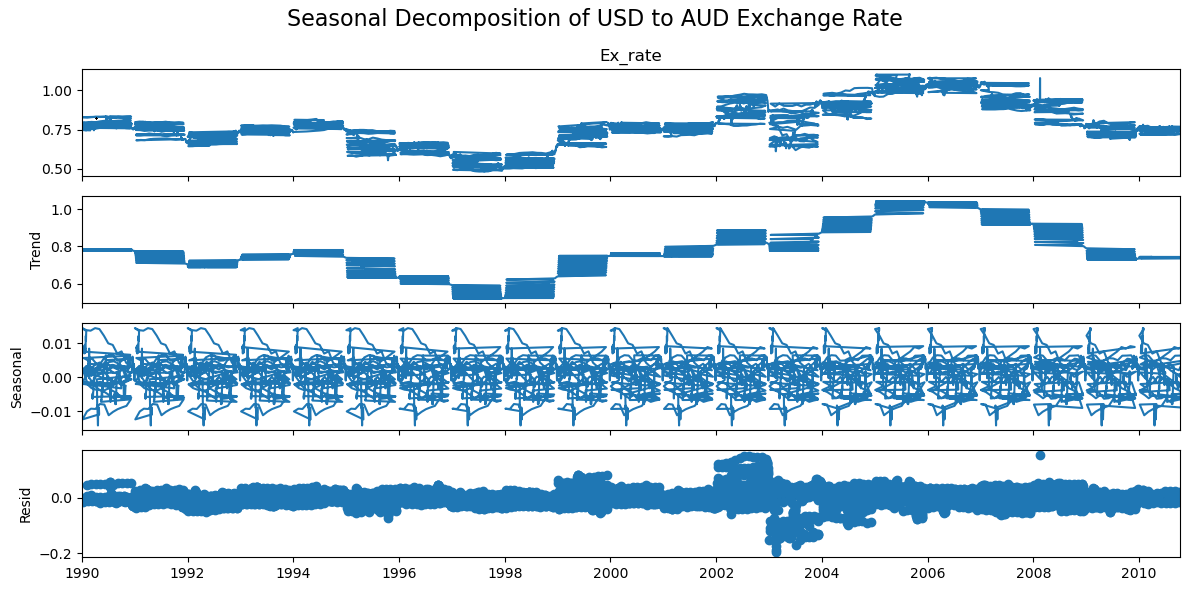 Seasonal Decomposition of USD to AUD Exchange Rate
Ex_rate
1.00
0.75
0.50
Trend
1.0
0.8
0.6
Seasonal
0.01
0.00
−0.01
Resid
0.0
−0.2
1990 1992 1994 1996 1998 2000 2002 2004 2006 2008 2010